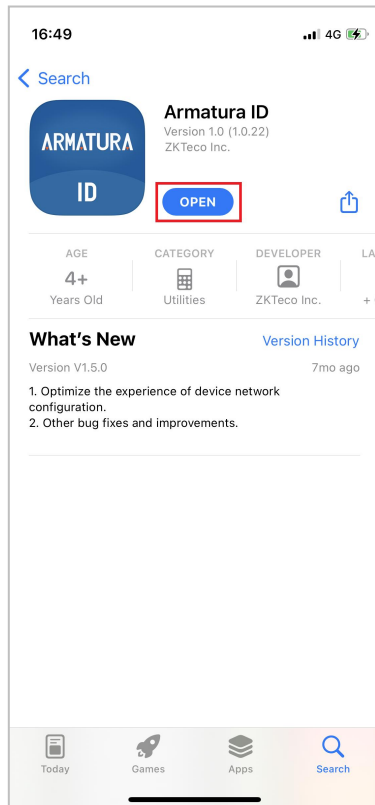 16:49
4G
Search
ARMATURA
ID
Armatura ID
Version 1.0 (1.0.22)
ZKTeco Inc.
OPEN
AGE
CATEGORY
DEVELOPER
LA
4+
Years Old
Utilities
ZKTeco Inc.
+
What's New
Version History
Version V1.5.0
7mo ago
1. Optimize the experience of device network
configuration.
2. Other bug fixes and improvements.
Today
Games
Apps
Search